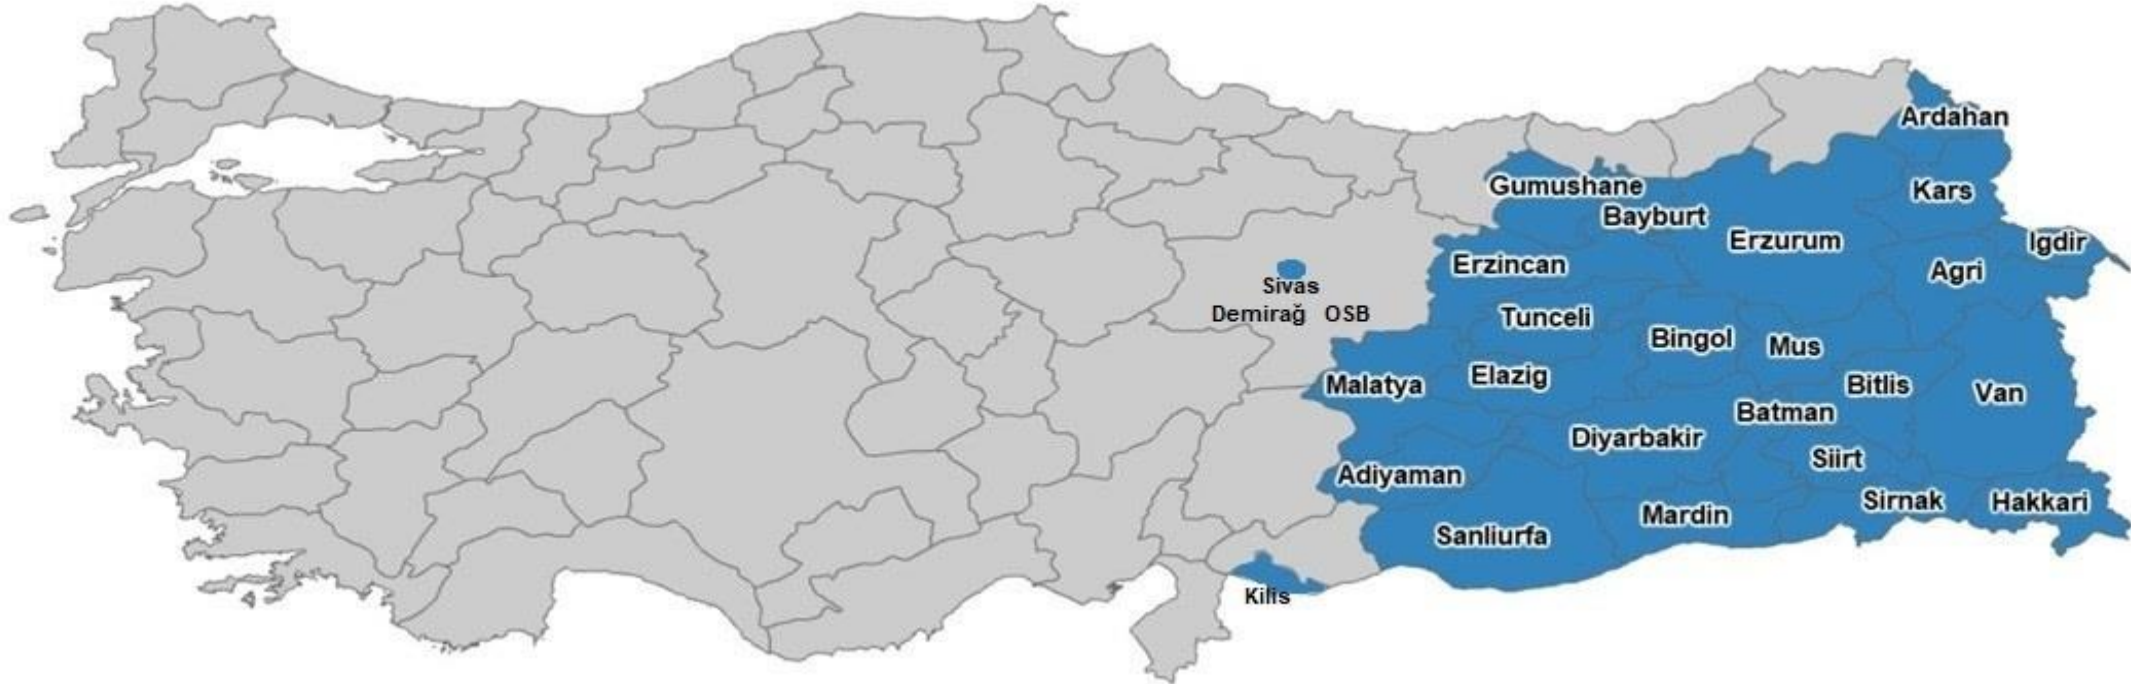 Ardahan
Gumushane
Kars
Bayburt
Erzurum
Igdir
Erzincan
Agri
Sivas
Demirağ OSB
Tunceli
Bingol
Mus
Malatya
Elazig
Bitlis
Van
Batman
Diyarbakir
Siirt
Adiyaman
Sirnak
Hakkari
Mardin
Sanliurfa
Kilis